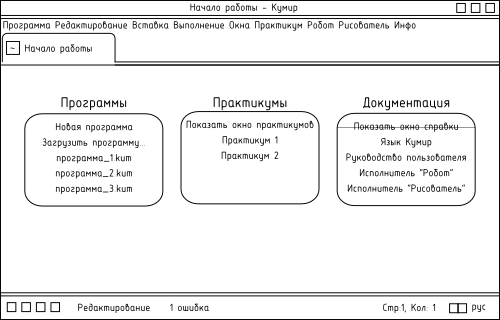 Начало работы - Кумир
Программа Редактирование Вставка Выполнение Окна Практикум Робот Рисователь Инфо
~ Начало работы
Программы
Новая программа
Загрузить программу...
программа_1.kum
программа_2.kum
программа_3.kum
Практикумы
Показать окно практикумов
Практикум 1
Практикум 2
Документация
Показать окно справки
Язык Кумир
Руководство пользователя
Исполнитель "Робот"
Исполнитель "Рисователь"
Редактирование 1 ошибка Стр:1, Кол: 1 рус